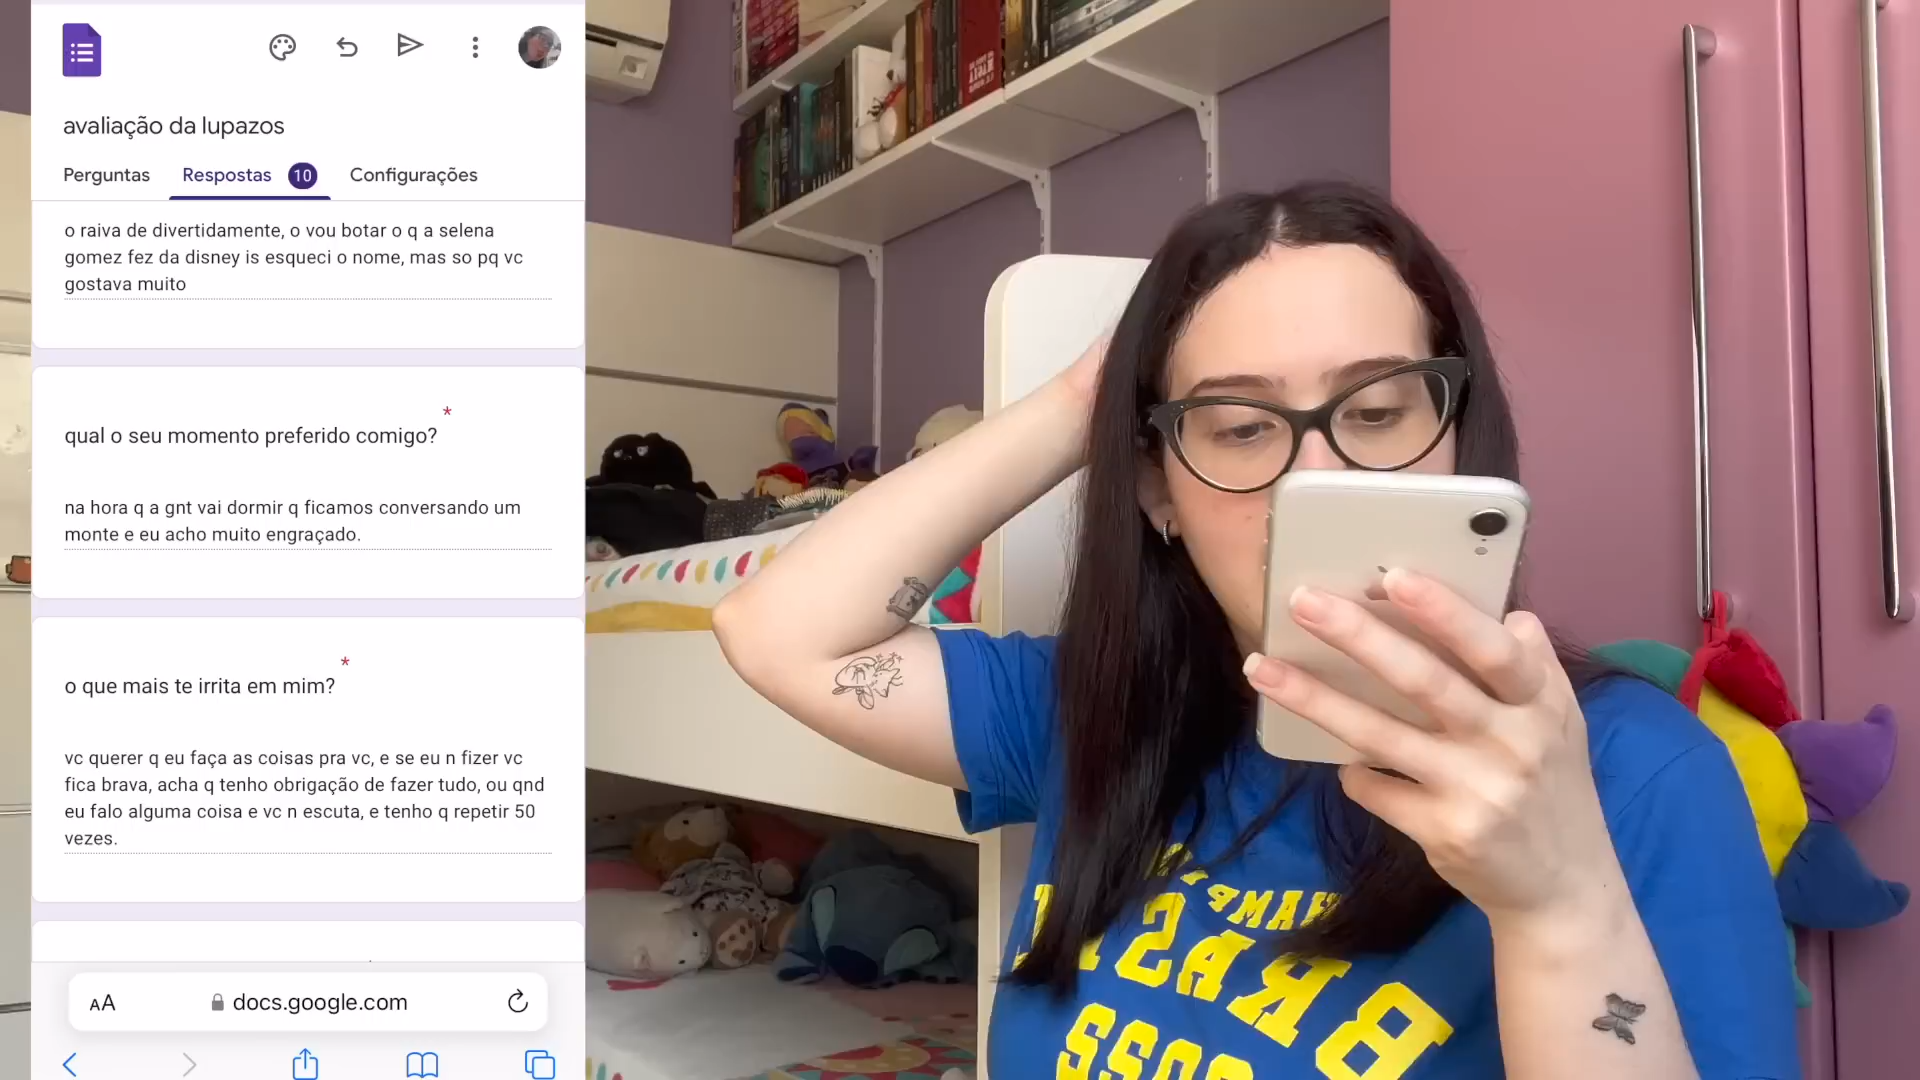 avaliação da lupazos
Perguntas Respostas 10 Configurações
o raiva de divertidamente, o vou botar o q a selena
gomez fez da disney is esqueci o nome, mas so pq vc
gostava muito
*
qual o seu momento preferido comigo?
na hora q a gnt vai dormir q ficamos conversando um
monte e eu acho muito engraçado.
*
o que mais te irrita em mim?
vc querer q eu faça as coisas pra vc, e se eu n fizer vc
fica brava, acha q tenho obrigação de fazer tudo, ou qnd
eu falo alguma coisa e vc n escuta, e tenho q repetir 50
vezes.
AA docs.google.com
BRASIL